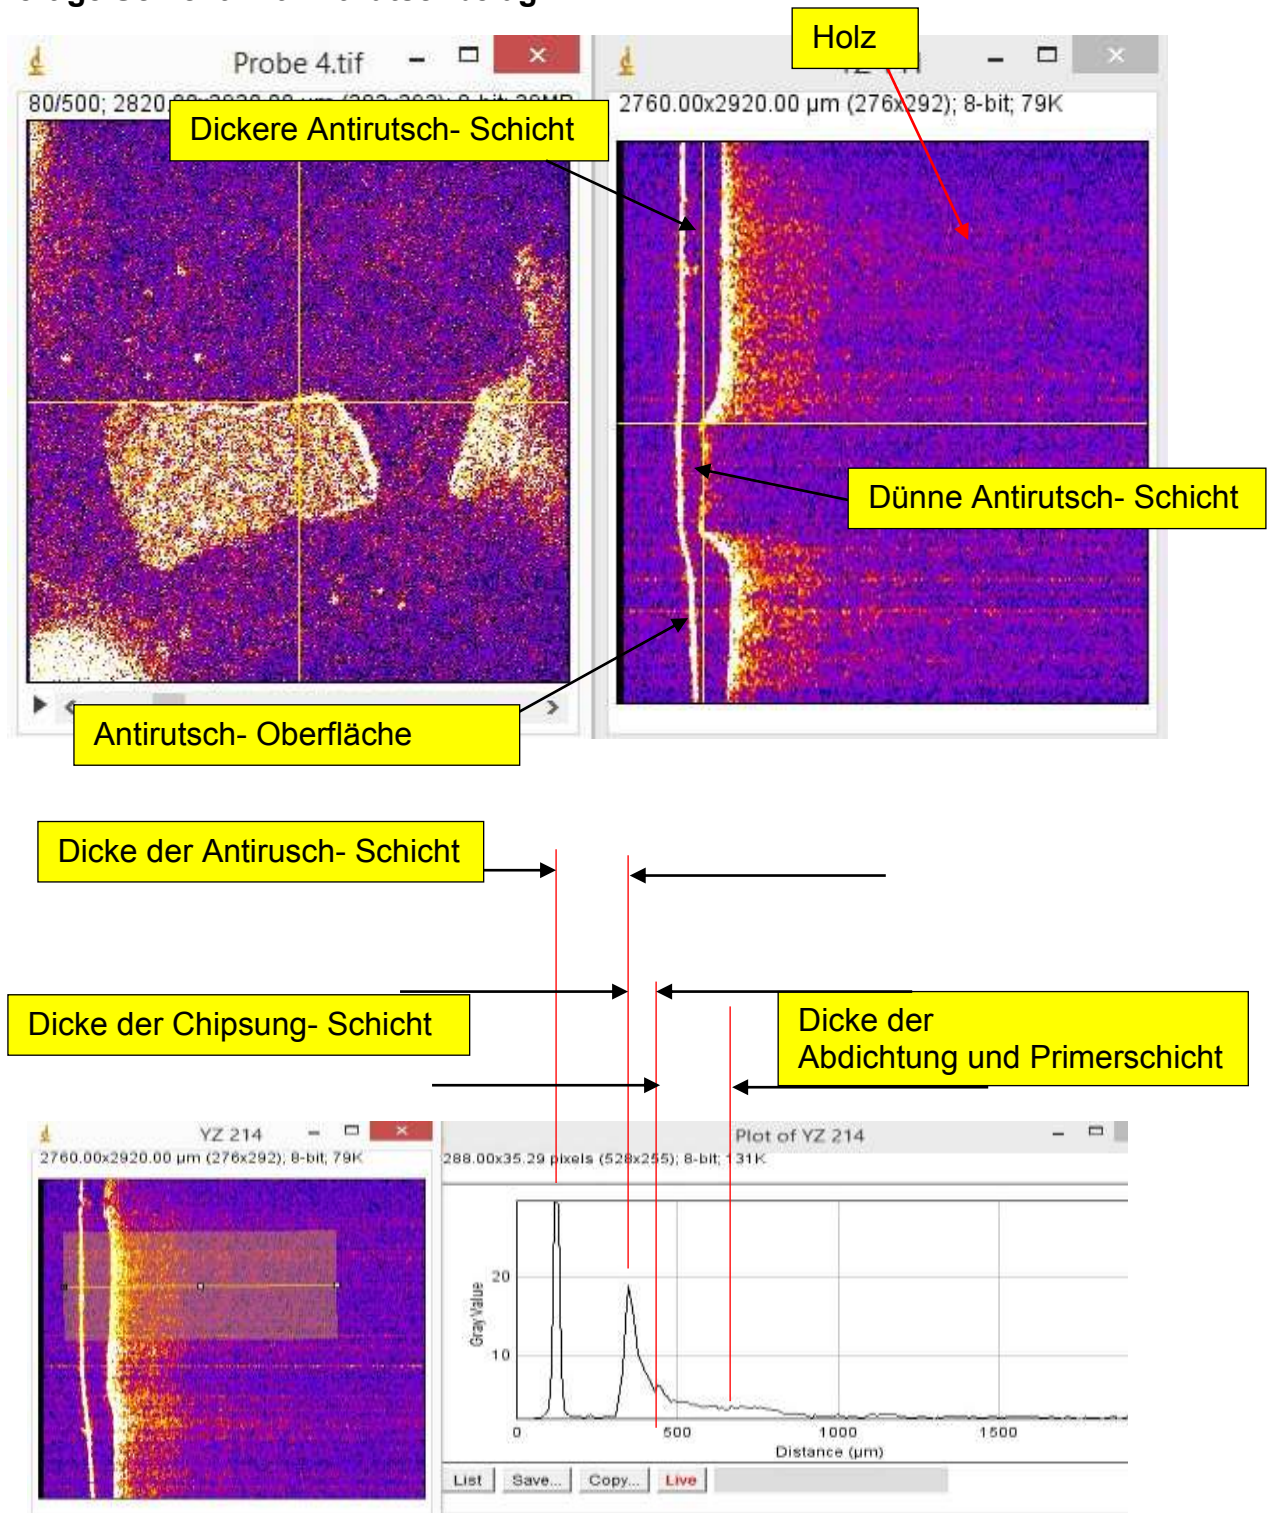 Probe 4.tif
Holz
2760.00x2920.00 µm (276x292); 8-bit; 79K
Dickere Antirutsch- Schicht
Dünne Antirutsch- Schicht
Antirutsch- Oberfläche
Dicke der Antirusch- Schicht
Dicke der Chipsung- Schicht
Dicke der
Abdichtung und Primerschicht
YZ 214
2760.00x2920.00 µm (276x292); 8-bit; 79K
Plot of YZ 214
288.00x35.29 pixels (528x255); 8-bit; 131K
Gray Value
20
10
0 500 1000 1500
Distance (µm)
List Save... Copy... Live